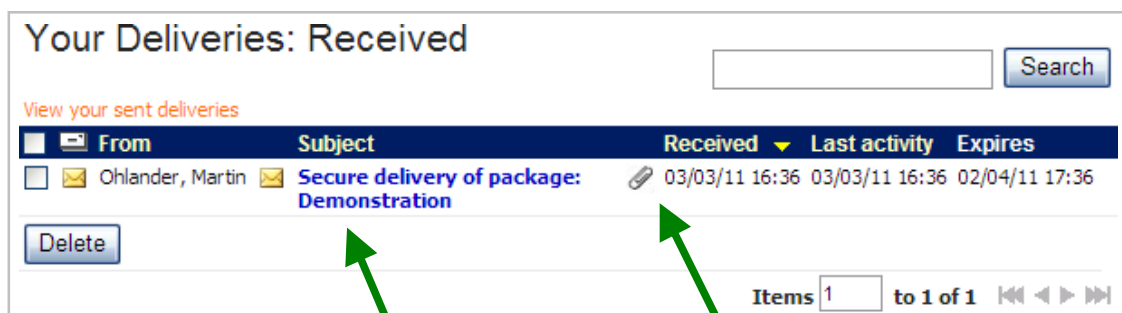 Your Deliveries: Received
Search
View your sent deliveries
From Subject Received Last activity Expires
Ohlander, Martin Secure delivery of package: 03/03/11 16:36 03/03/11 16:36 02/04/11 17:36
Demonstration
Delete
Items 1 to 1 of 1